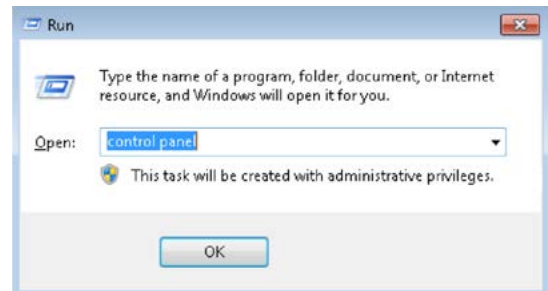 Run
Type the name of a program, folder, document, or Internet
resource, and Windows will open it for you.
Open: control panel
This task will be created with administrative privileges.
OK